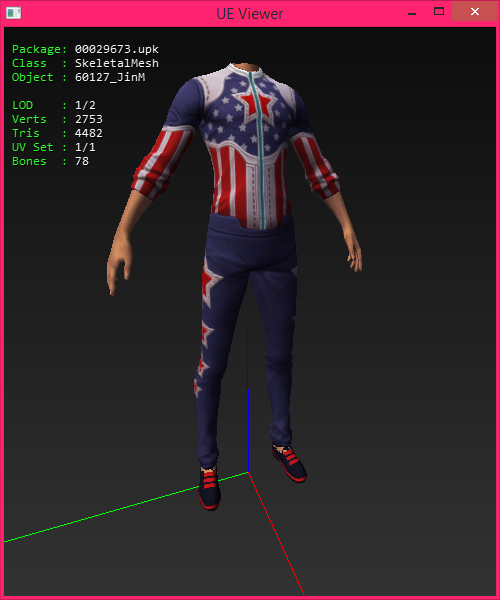 UE Viewer
Package: 00029673.upk
Class  : SkeletalMesh
Object : 60127_JinM
LOD    : 1/2
Verts  : 2753
Tris   : 4482
UV Set : 1/1
Bones  : 78